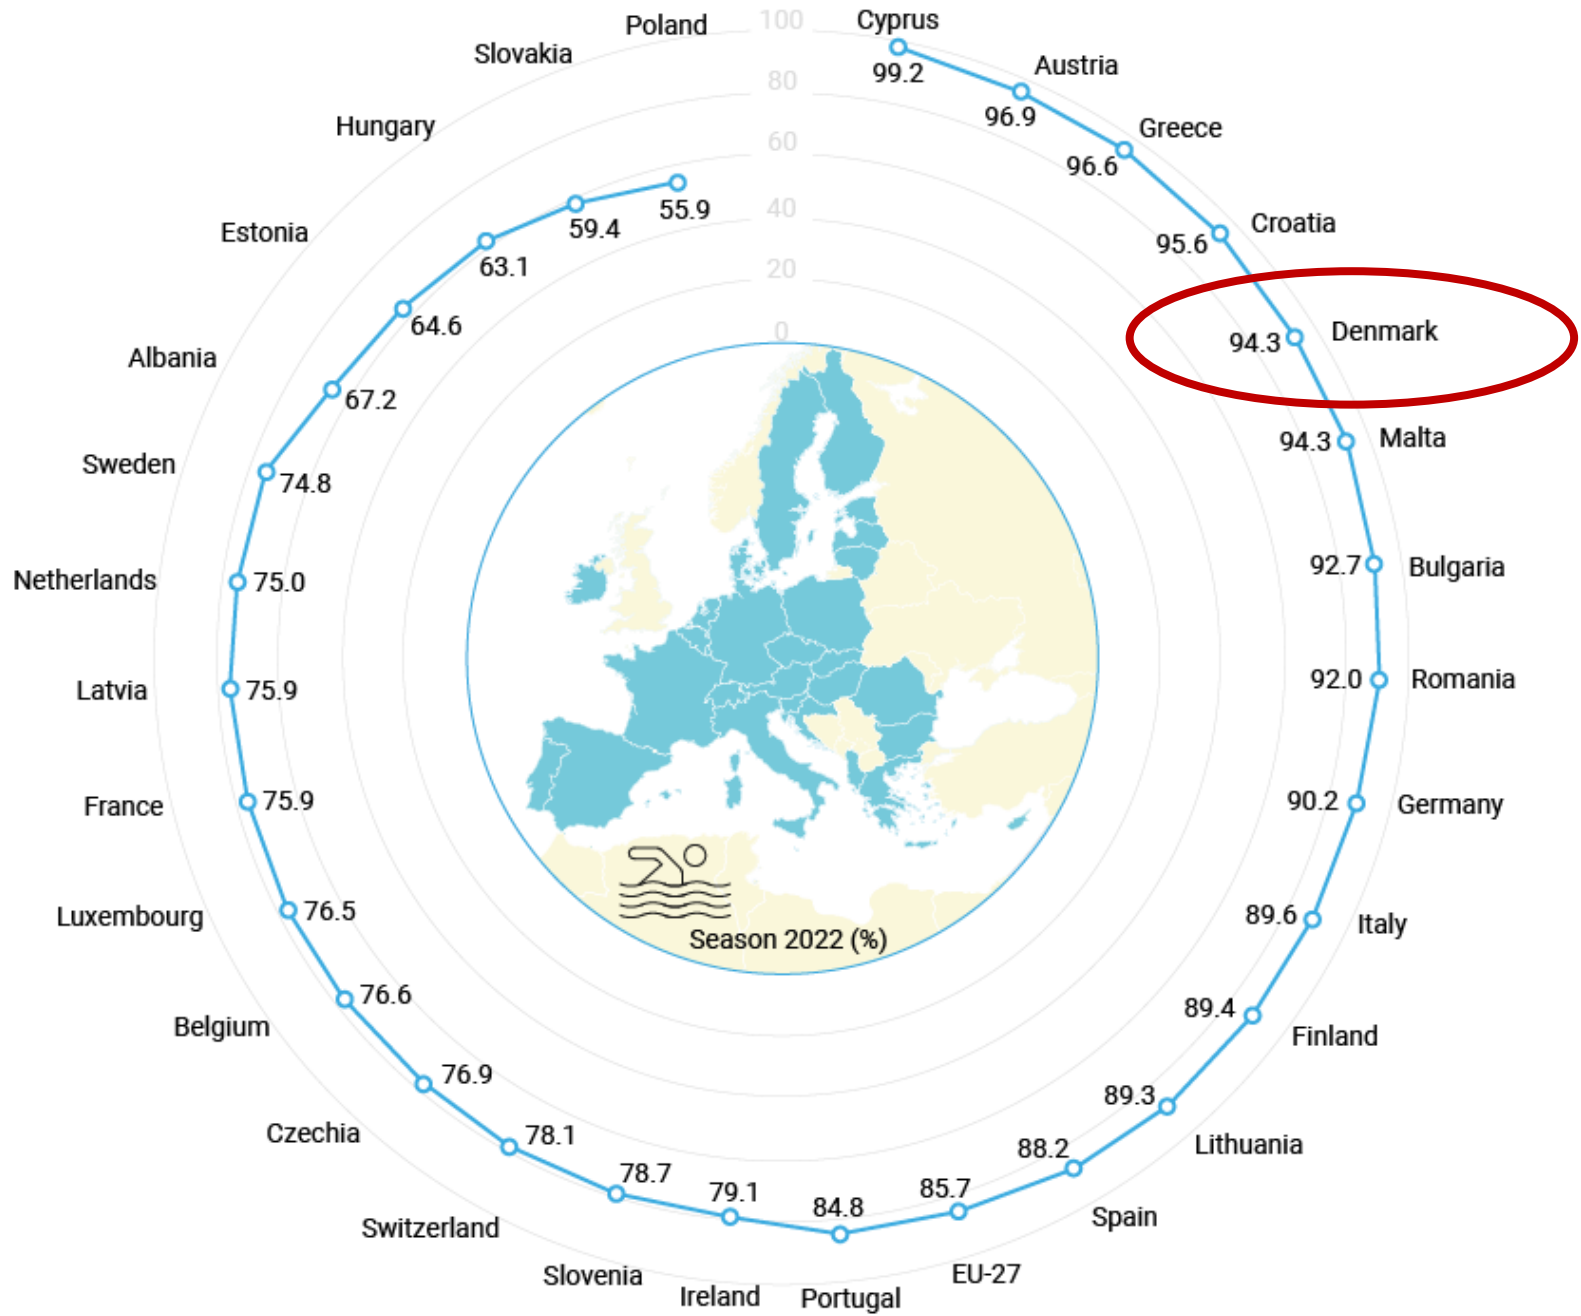 100
80
60
40
20
0
Cyprus
99.2
Austria
96.9
Greece
96.6
Croatia
95.6
Denmark
94.3
Malta
94.3
Bulgaria
92.7
Romania
92.0
Germany
90.2
Italy
89.6
Finland
89.4
Lithuania
89.3
Spain
88.2
EU-27
85.7
Portugal
84.8
Ireland
79.1
Slovenia
78.7
Switzerland
78.1
Czechia
76.9
Belgium
76.6
Luxembourg
76.5
France
75.9
Latvia
75.9
Netherlands
75.0
Sweden
74.8
Albania
67.2
Estonia
64.6
Hungary
63.1
Slovakia
59.4
Poland
55.9
Season 2022 (%)